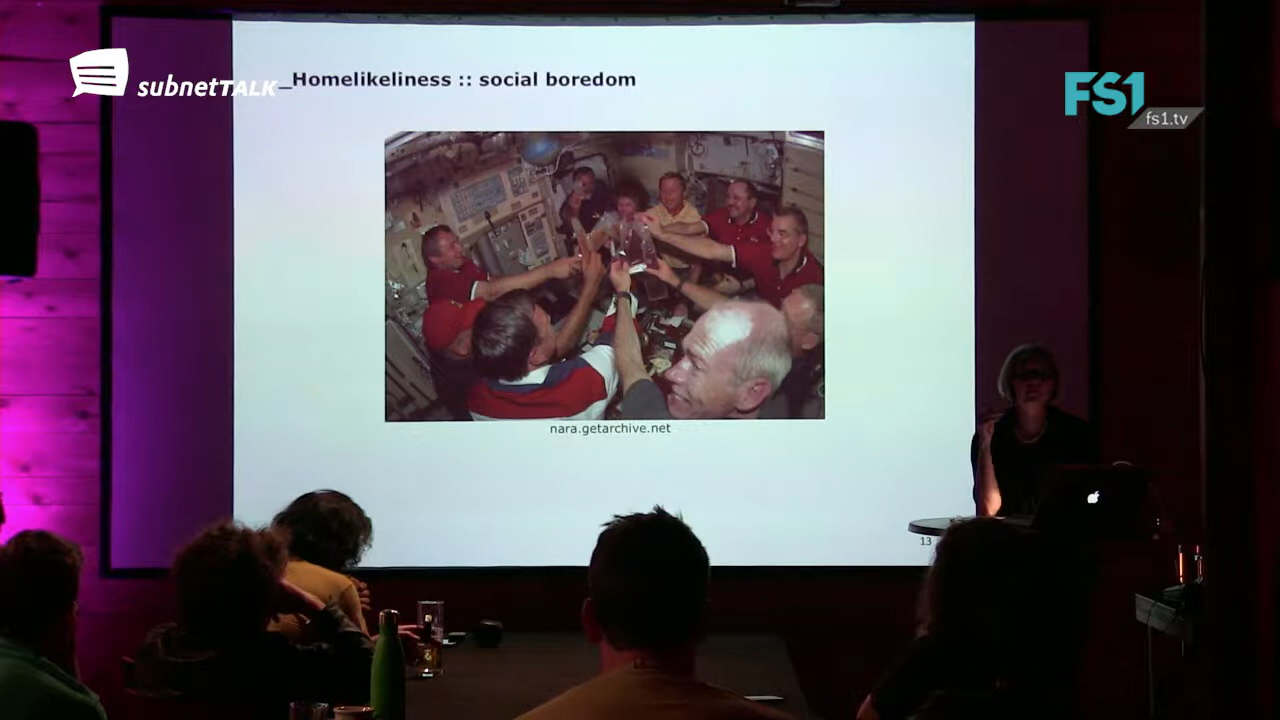 subnetTALK
_Homelikeliness :: social boredom
FS1
fs1.tv
nara.getarchive.net
13